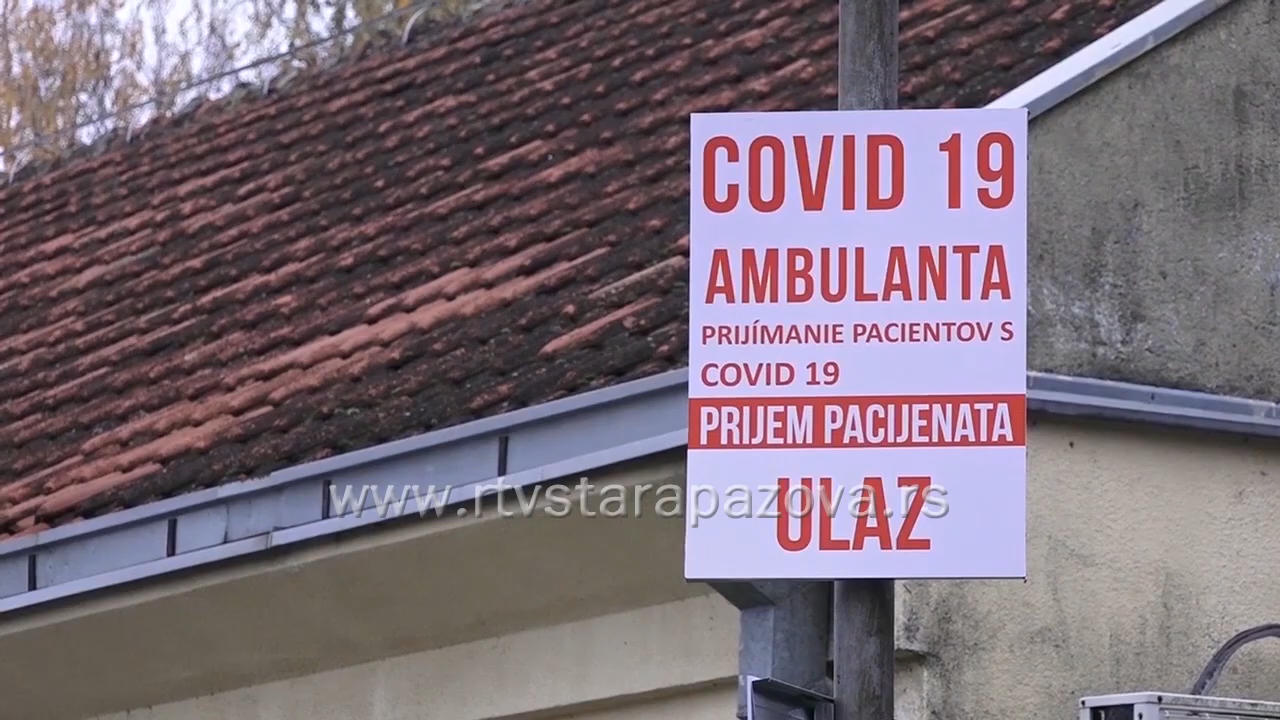 COVID 19
AMBULANTA
PRIJÍMANIE PACIENTOV S
COVID 19
PRIJEM PACIJENATA
ULAZ
www.rtvstarapazova.rs